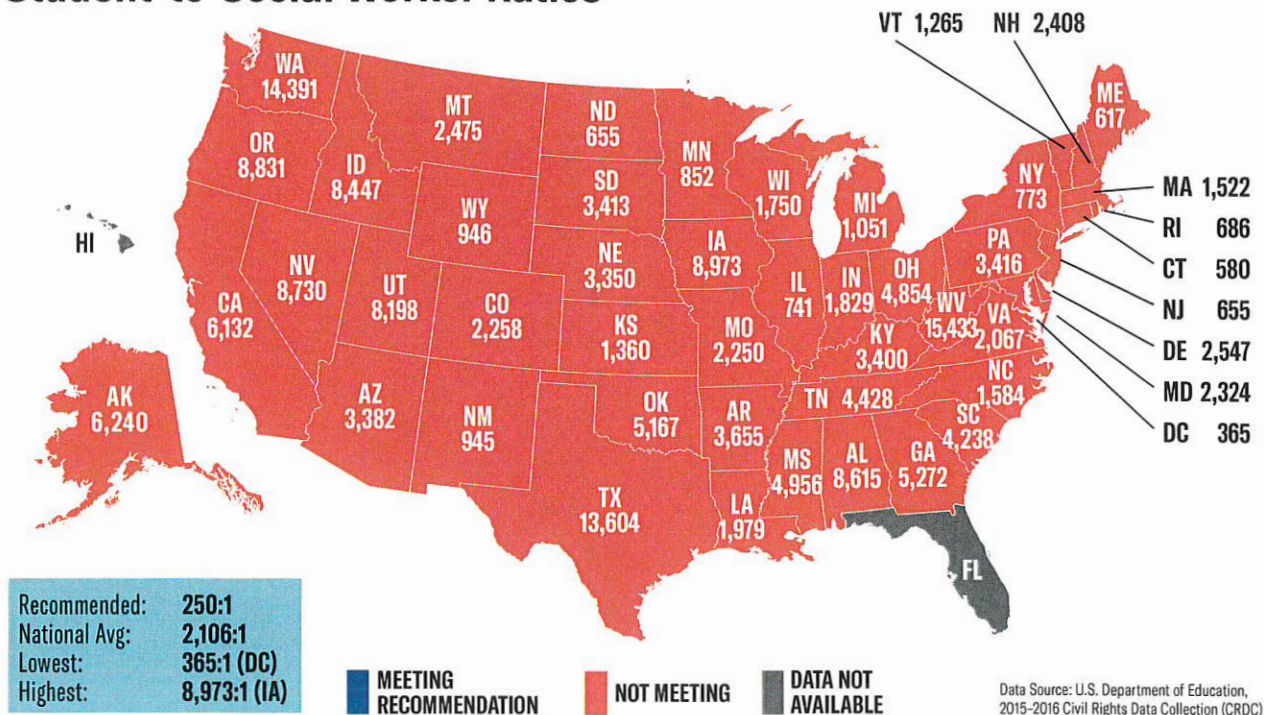 Student-to-Social Worker Ratios
VT 1,265 NH 2,408
WA
14,391
OR
8,831
ID
8,447
MT
2,475
ND
655
MN
852
WI
1,750
MI
1,051
ME
617
NY
773
MA 1,522
RI 686
CT 580
NJ 655
DE 2,547
MD 2,324
DC 365
HI
SD
3,413
WY
946
NE
3,350
IA
8,973
PA
3,416
NV
8,730
UT
8,198
CA
6,132
CO
2,258
KS
1,360
MO
2,250
IL
741
IN
1,829
OH
4,854
WV
15,433
VA
2,067
KY
3,400
NC
1,584
TN 4,428
SC
4,238
AK
6,240
AZ
3,382
NM
945
OK
5,167
AR
3,655
MS
4,956
AL
8,615
GA
5,272
TX
13,604
LA
1,979
FL
Recommended: 250:1
National Avg: 2,106:1
Lowest: 365:1 (DC)
Highest: 8,973:1 (IA)
MEETING
RECOMMENDATION
NOT MEETING
DATA NOT
AVAILABLE
Data Source: U.S. Department of Education,
2015–2016 Civil Rights Data Collection (CRDC)